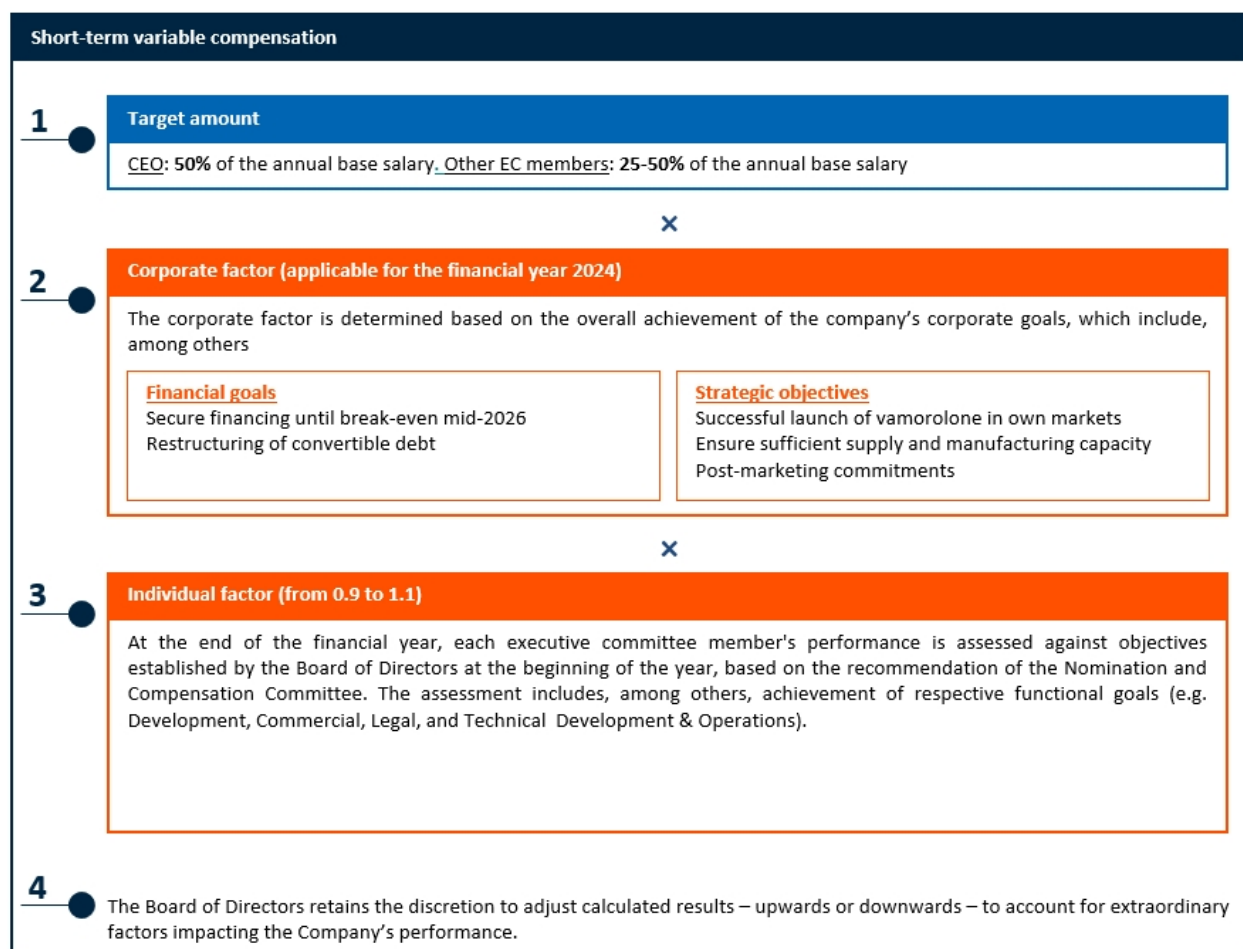 Short-term variable compensation
1
Target amount
CEO: 50% of the annual base salary. Other EC members: 25-50% of the annual base salary
×
2
Corporate factor (applicable for the financial year 2024)
The corporate factor is determined based on the overall achievement of the company's corporate goals, which include,
among others
Financial goals
Secure financing until break-even mid-2026
Restructuring of convertible debt
Strategic objectives
Successful launch of vamorolone in own markets
Ensure sufficient supply and manufacturing capacity
Post-marketing commitments
×
3
Individual factor (from 0.9 to 1.1)
At the end of the financial year, each executive committee member's performance is assessed against objectives
established by the Board of Directors at the beginning of the year, based on the recommendation of the Nomination and
Compensation Committee. The assessment includes, among others, achievement of respective functional goals (e.g.
Development, Commercial, Legal, and Technical Development & Operations).
4
The Board of Directors retains the discretion to adjust calculated results – upwards or downwards – to account for extraordinary
factors impacting the Company's performance.